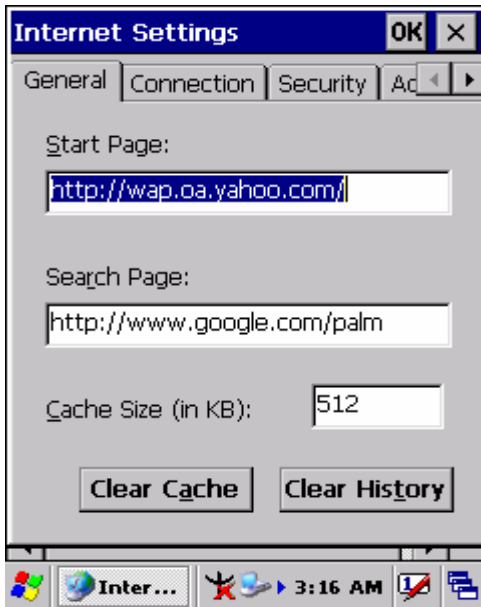 Internet Settings OK ×
General Connection Security Ad
Start Page:
http://wap.oa.yahoo.com/
Search Page:
http://www.google.com/palm
Cache Size (in KB): 512
Clear Cache Clear History
Inter... 3:16 AM